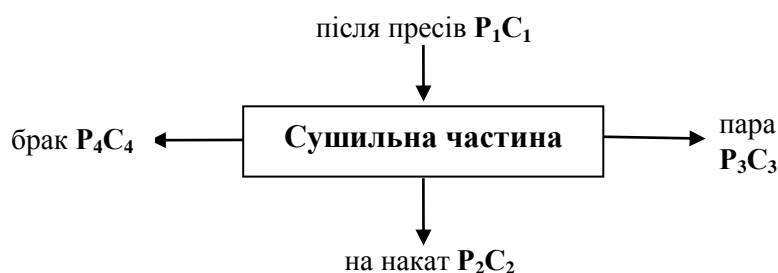 після пресів P₁C₁
брак P₄C₄
Сушильна частина
пара
P₃C₃
на накат P₂C₂